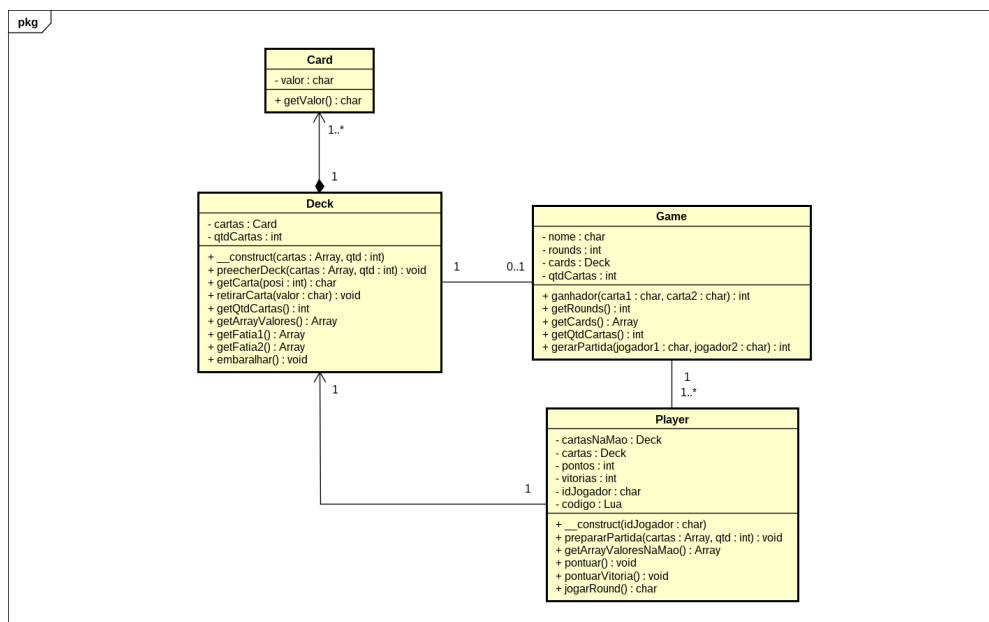 pkg
Card
- valor : char
+ getValor() : char
1..*
1
Deck
- cartas : Card
- qtdCartas : int
+ __construct(cartas : Array, qtd : int)
+ preecherDeck(cartas : Array, qtd : int) : void
+ getCarta(posi : int) : char
+ retirarCarta(valor : char) : void
+ getQtdCartas() : int
+ getArrayValores() : Array
+ getFatia1() : Array
+ getFatia2() : Array
+ embaralhar() : void
1
0..1
Game
- nome : char
- rounds : int
- cards : Deck
- qtdCartas : int
+ ganhador(carta1 : char, carta2 : char) : int
+ getRounds() : int
+ getCards() : Array
+ getQtdCartas() : int
+ gerarPartida(jogador1 : char, jogador2 : char) : int
1
1..*
1
1
Player
- cartasNaMao : Deck
- cartas : Deck
- pontos : int
- vitorias : int
- idJogador : char
- codigo : Lua
+ __construct(idJogador : char)
+ prepararPartida(cartas : Array, qtd : int) : void
+ getArrayValoresNaMao() : Array
+ pontuar() : void
+ pontuarVitoria() : void
+ jogarRound() : char